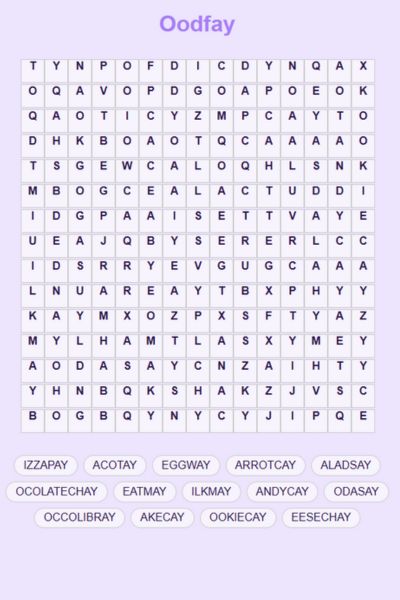 Oodfay
T Y N P O F D I C D Y N Q A X
O Q A V O P D G O A P O E O K
Q A O T I C Y Z M P C A Y T O
D H K B O A O T Q C A A A A O
T S G E W C A L O Q H L S N K
M B O G C E A L A C T U D D I
I D G P A A I S E T T V A Y E
U E A J Q B Y S E R E R L C C
I D S R R Y E V G U G C A A A
L N U A R E A Y T B X P H Y Y
K A Y M X O Z P X S F T Y A Z
M Y L H A M T L A S X Y M E Y
A O D A S A Y C N Z A I H T Y
Y H N B Q K S H A K Z J V S C
B O G B Q Y N Y C Y J I P Q E
IZZAPAY ACOTAY EGGWAY ARROTCAY ALADSAY
OCOLATECHAY EATMAY ILKMAY ANDYCAY ODASAY
OCCOLIBRAY AKECAY OOKIECAY EESECHAY